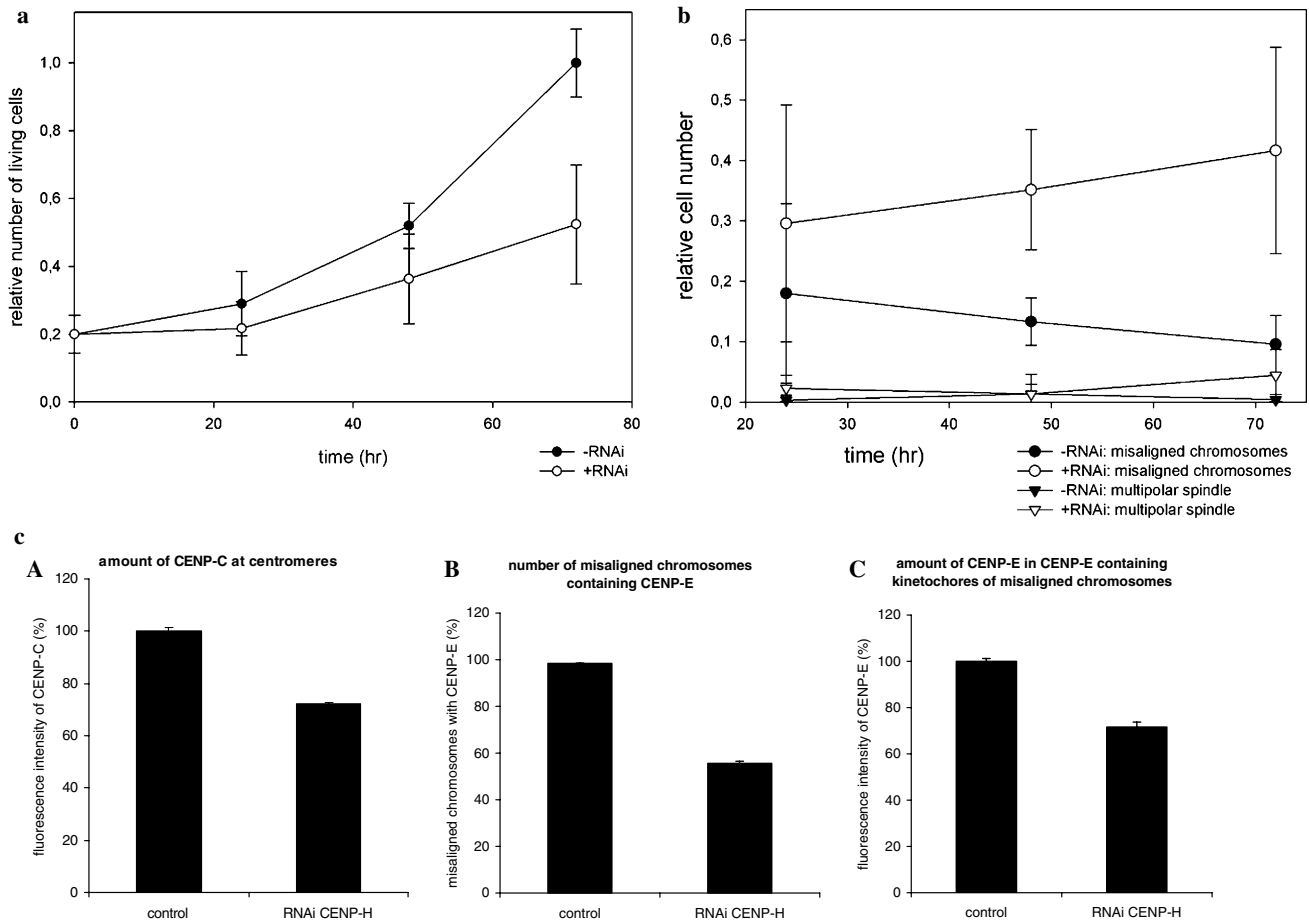 a
relative number of living cells
1,0
0,8
0,6
0,4
0,2
0,0
0
20
40
60
80
time (hr)
-RNAi
+RNAi
b
relative cell number
0,6
0,5
0,4
0,3
0,2
0,1
0,0
20
30
40
50
60
70
time (hr)
-RNAi: misaligned chromosomes
+RNAi: misaligned chromosomes
-RNAi: multipolar spindle
+RNAi: multipolar spindle
c
A
amount of CENP-C at centromeres
fluorescence intensity of CENP-C (%)
120
100
80
60
40
20
0
control
RNAi CENP-H
B
number of misaligned chromosomes
containing CENP-E
misaligned chromosomes with CENP-E (%)
120
100
80
60
40
20
0
control
RNAi CENP-H
C
amount of CENP-E in CENP-E containing
kinetochores of misaligned chromosomes
fluorescence intensity of CENP-E (%)
120
100
80
60
40
20
0
control
RNAi CENP-H